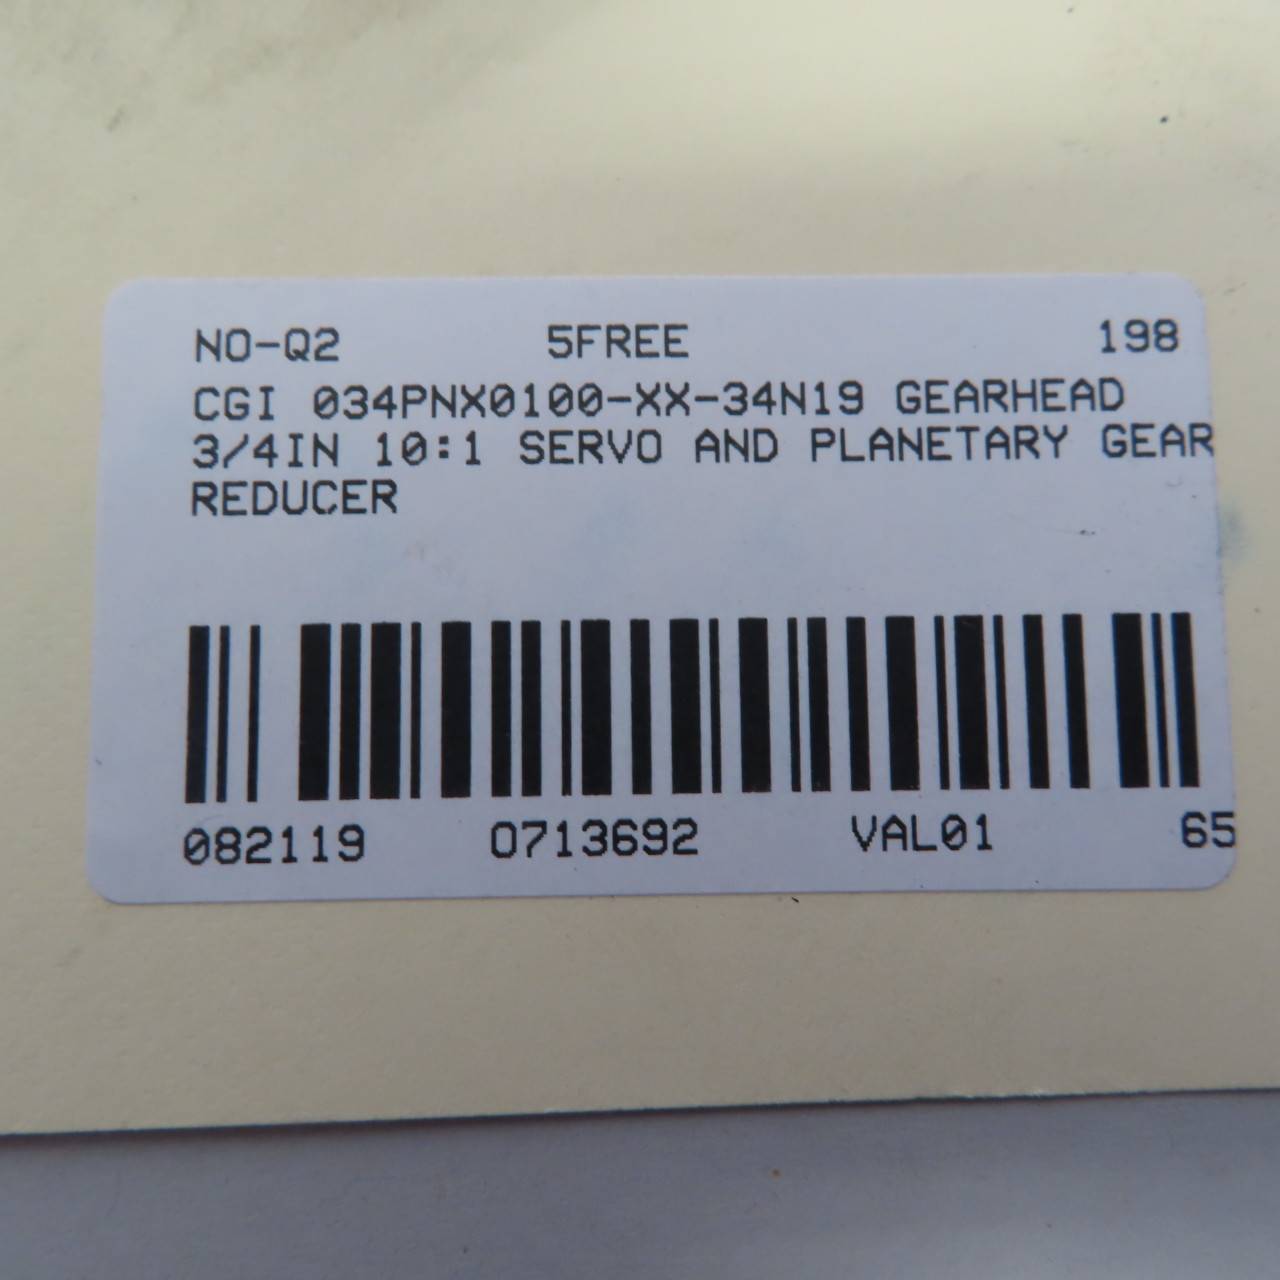 NO-Q2 5FREE 198
CGI 034PNX0100-XX-34N19 GEARHEAD
3/4IN 10:1 SERVO AND PLANETARY GEAR
REDUCER
082119 0713692 VAL01 65